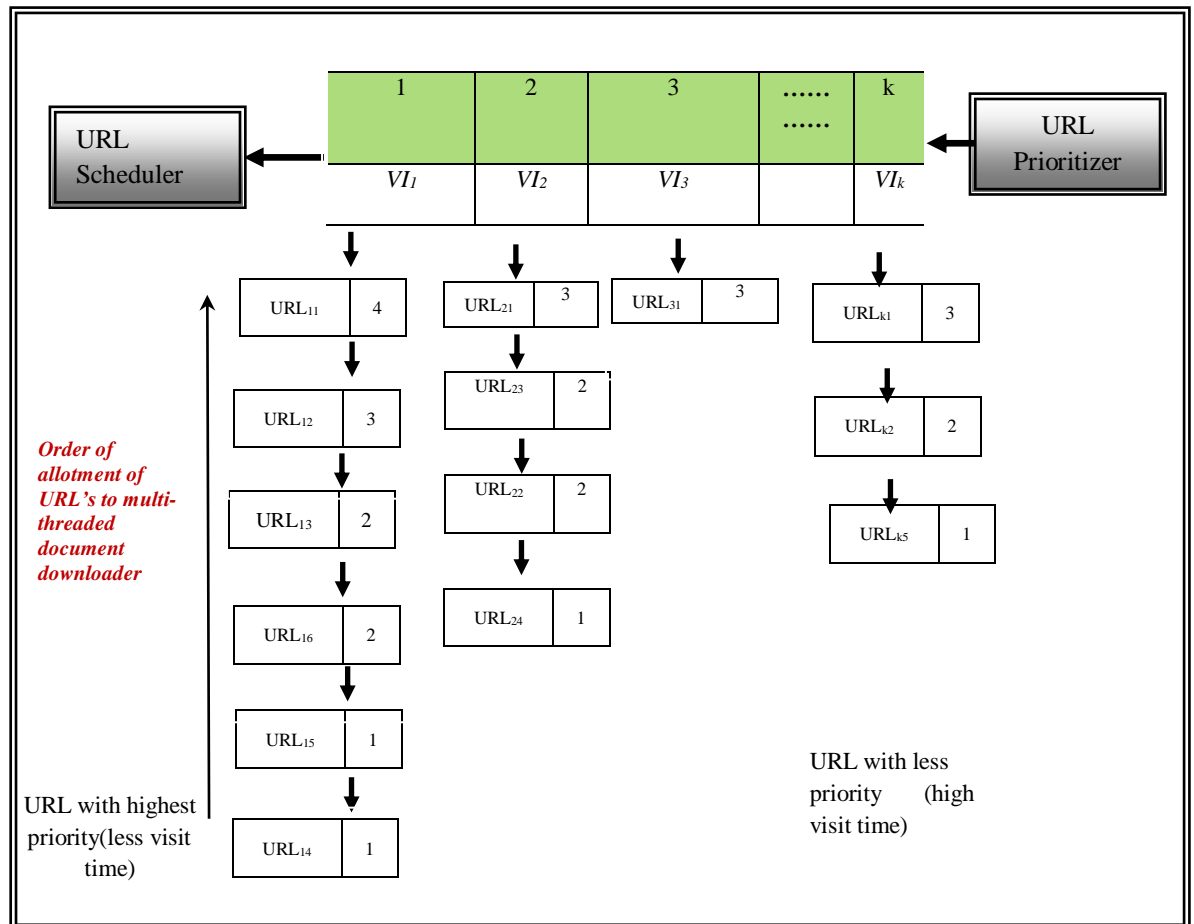 1 2 3 ...... k
......
URL
Scheduler
URL
Prioritizer
VI1 VI2 VI3 VIk
URL11 4
URL12 3
URL13 2
URL16 2
URL15 1
URL14 1
URL21 3
URL23 2
URL22 2
URL24 1
URL31 3
URLk1 3
URLk2 2
URLk5 1
Order of
allotment of
URL’s to multi-
threaded
document
downloader
URL with highest
priority(less visit
time)
URL with less
priority (high
visit time)